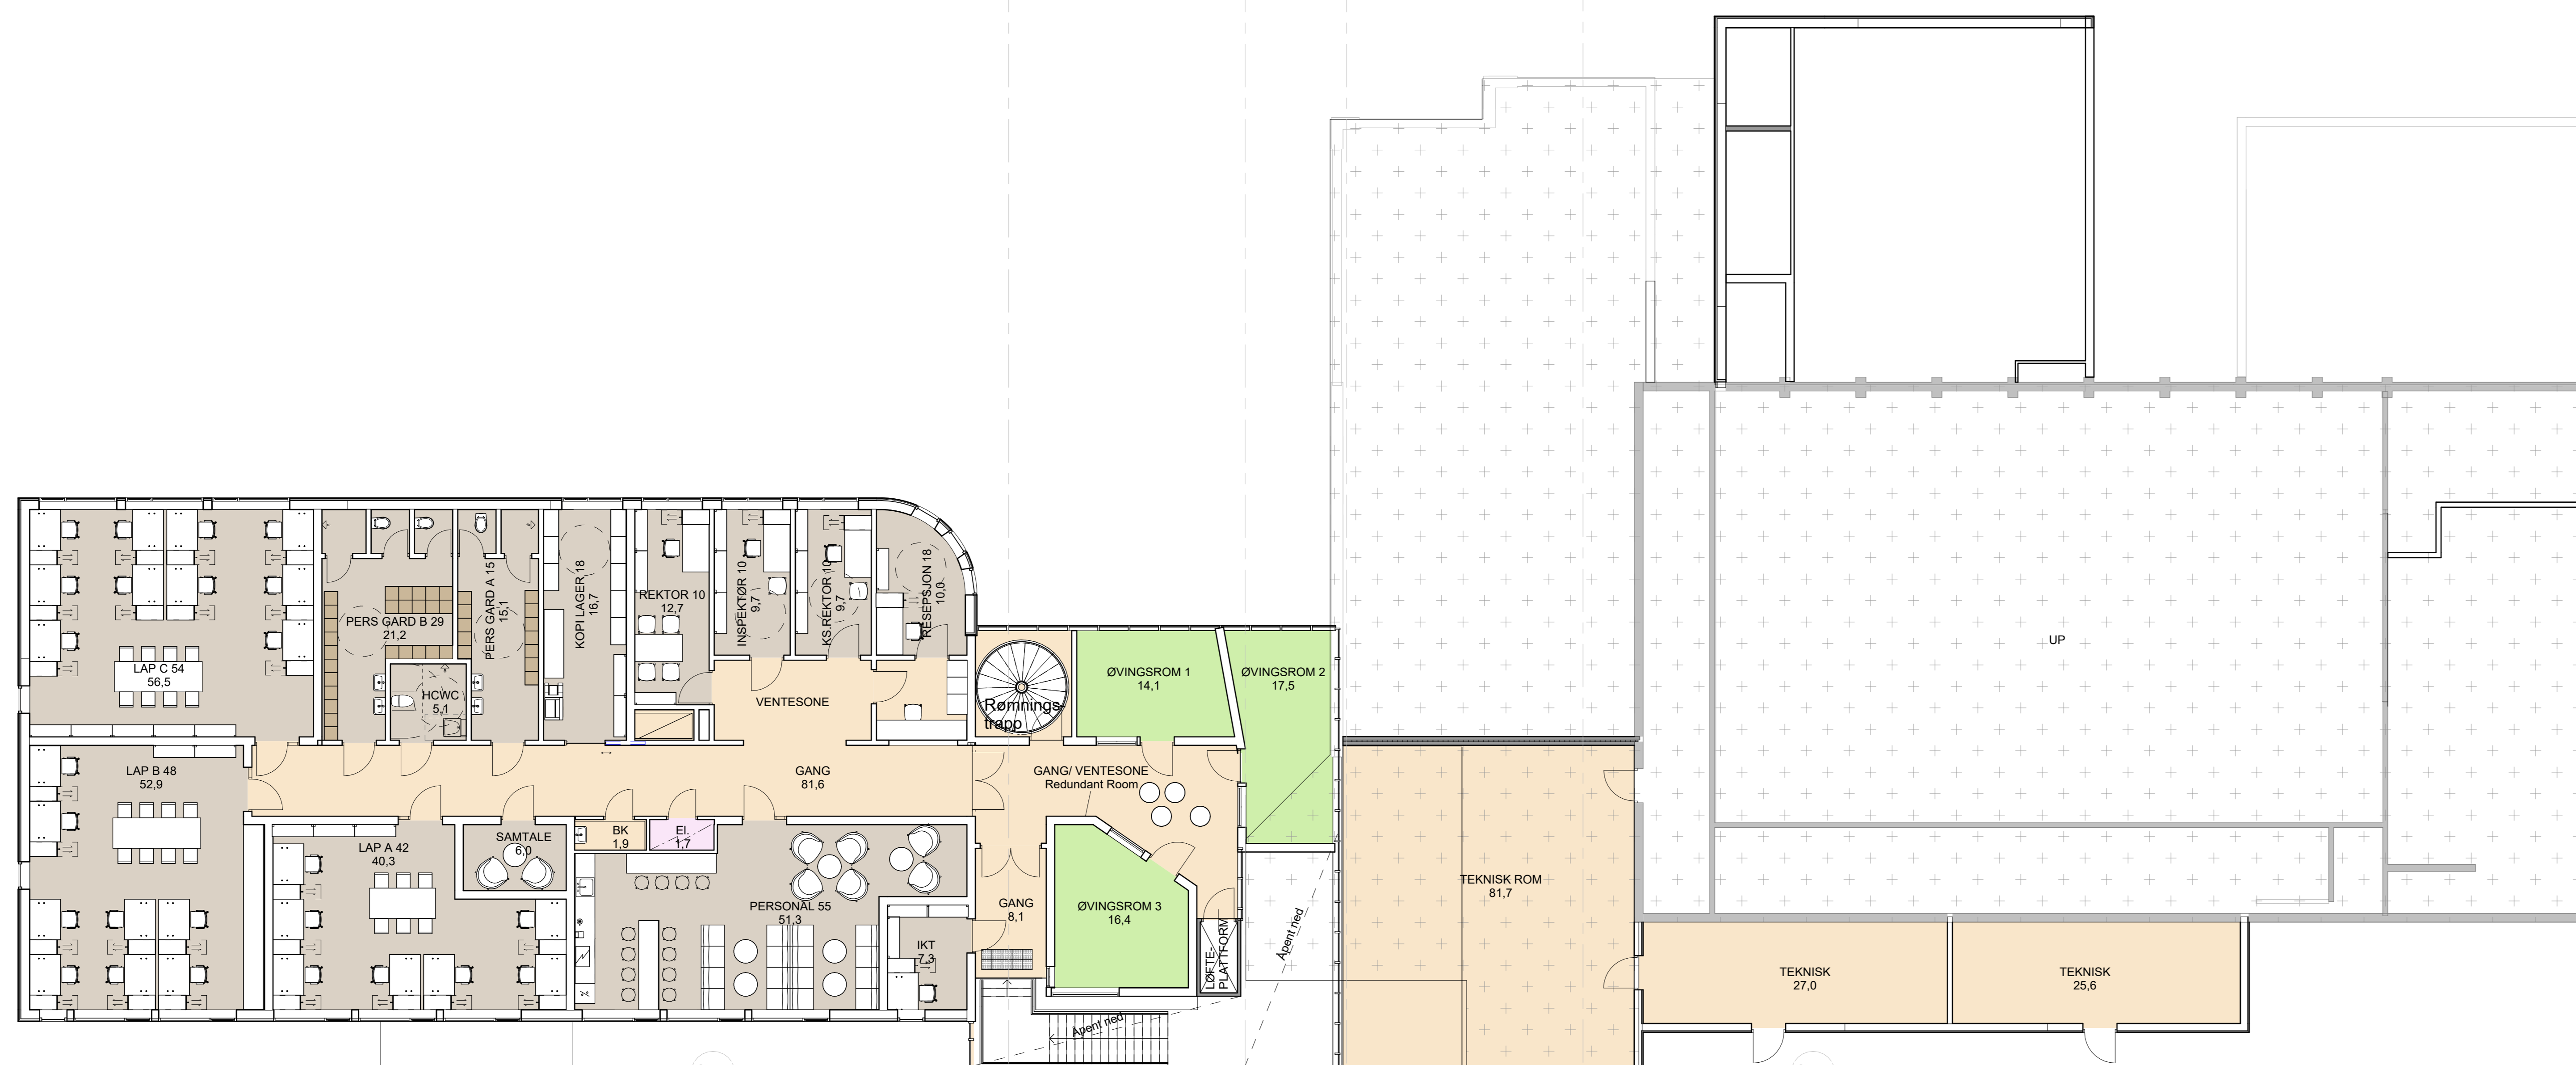 LAP C 54
56,5
PERS GARD B 29
21,2
PERS GARD A 15
15,1
HCWC
5,1
KOPI LAGER 18
16,7
REKTOR 10
12,7
INSPEKTØR 10
9,7
KS.REKTOR 10
9,7
RESEPSJON 18
10,0
VENTESONE
Rømnings-
trapp
ØVINGSROM 1
14,1
ØVINGSROM 2
17,5
UP
LAP B 48
52,9
GANG
81,6
GANG/ VENTESONE
Redundant Room
LAP A 42
40,3
SAMTALE
6,0
BK
1,9
El.
1,7
PERSONAL 55
51,3
IKT
7,3
GANG
8,1
ØVINGSROM 3
16,4
LØFTE-
PLATTFORM
Åpent ned
Åpent ned
TEKNISK ROM
81,7
TEKNISK
27,0
TEKNISK
25,6